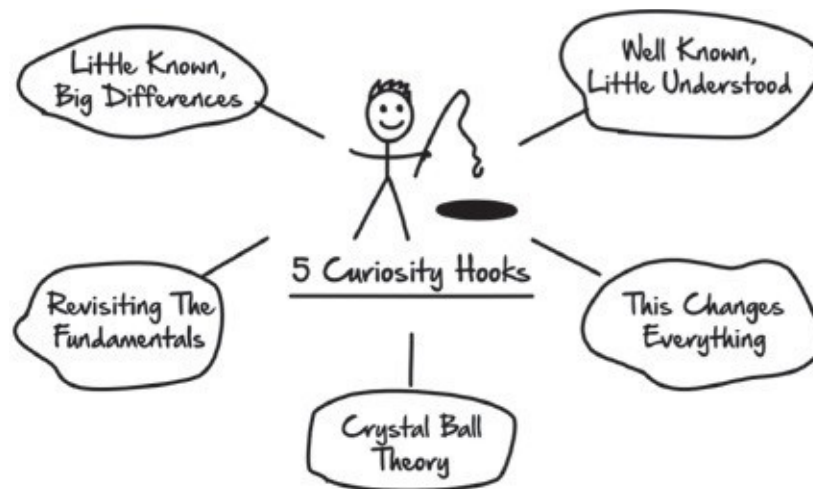 Little Known,
Big Differences
Well Known,
Little Understood
5 Curiosity Hooks
Revisiting The
Fundamentals
This Changes
Everything
Crystal Ball
Theory